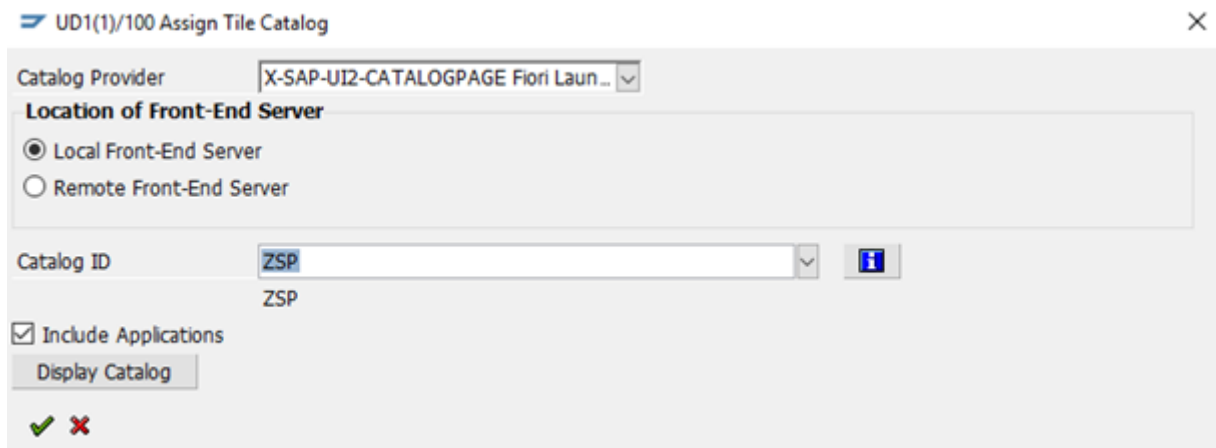 UD1(1)/100 Assign Tile Catalog
Catalog Provider X-SAP-UI2-CATALOGPAGE Fiori Laun...
Location of Front-End Server
Local Front-End Server
Remote Front-End Server
Catalog ID ZSP
ZSP
Include Applications
Display Catalog